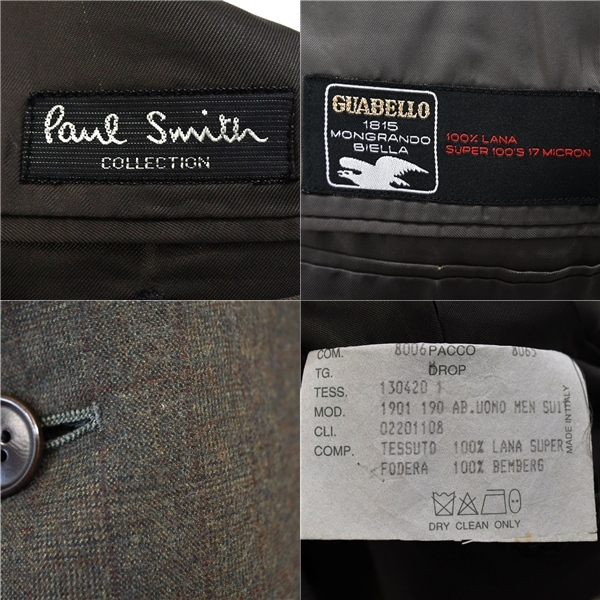 Paul Smith
COLLECTION
GUABELLO
1815
MONGRANDO
BIELLA
100% LANA
SUPER 100'S 17 MICRON
COM. 8006 PACCO 8065
TG. DROP
TESS. 130420 1
MOD. 1901 190 AB.UOMO MEN SUIT
CLI. 02201108
COMP. TESSUTO 100% LANA SUPER
FODERA 100% BEMBERG
MADE IN ITALY
DRY CLEAN ONLY